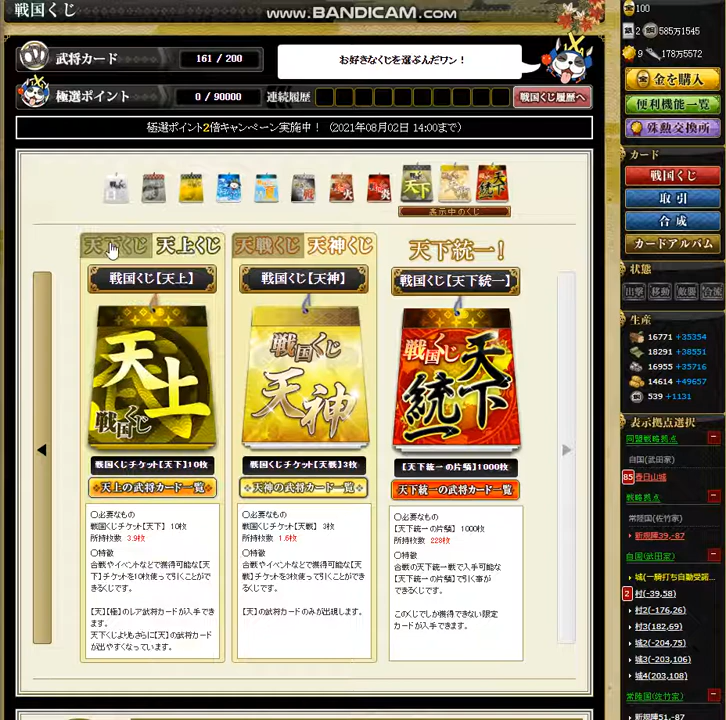 戦国くじ
www.BANDICAM.com
武将カード
161 / 200
お好きなくじを選ぶんだワン！
極選ポイント
0 / 90000
連続履歴
戦国くじ履歴へ
極選ポイント2倍キャンペーン実施中！（2021年08月02日 14:00まで）
白
戦
火
炎
天下
天下統一
表示中のくじ
天下くじ
天上くじ
天戦くじ
天神くじ
天下統一！
戦国くじ【天上】
戦国くじ【天神】
戦国くじ【天下統一】
天上
戦国くじ
戦国くじ
天神
戦国くじ
天下統一
戦国くじチケット【天下】10枚
戦国くじチケット【天戦】3枚
【天下統一の片鱗】1000枚
天上の武将カード一覧
天神の武将カード一覧
天下統一の武将カード一覧
○必要なもの
戦国くじチケット【天下】 10枚
所持枚数 3.9枚
○特徴
合戦やイベントなどで獲得可能な【天
下】チケットを10枚使って引くことがで
きるくじです。
【天】【極】のレア武将カードが入手でき
ます。
天下くじよりもさらに【天】の武将カード
が出やすくなっています。
○必要なもの
戦国くじチケット【天戦】 3枚
所持枚数 1.6枚
○特徴
合戦やイベントなどで獲得可能な【天
戦】チケットを3枚使って引くことができ
るくじです。
【天】の武将カードのみが出現します。
○必要なもの
【天下統一の片鱗】 1000枚
所持枚数 228枚
○特徴
合戦の天下統一戦で入手可能な
【天下統一の片鱗】で引く事が
できるくじです。
このくじでしか獲得できない限定
カードが入手できます。
100
2
585万1545
9
178万5572
金を購入
便利機能一覧
殊勲交換所
カード
戦国くじ
取引
合成
カードアルバム
状態
出撃
移動
敵襲
合流
生産
16771 +35354
18291 +38551
16955 +35716
14614 +49657
539 +1131
表示拠点選択
同盟戦略拠点
自国(武田家)
85
春日山城
戦略拠点
常陸国(佐竹家)
新規陣39,-87
自国(武田家)
城(一騎打ち自動受諾...
2
村(-39,58)
村2(-176,26)
村3(182,69)
城2(-204,75)
城3(-203,106)
城4(203,108)
常陸国(佐竹家)
新規陣51,-87